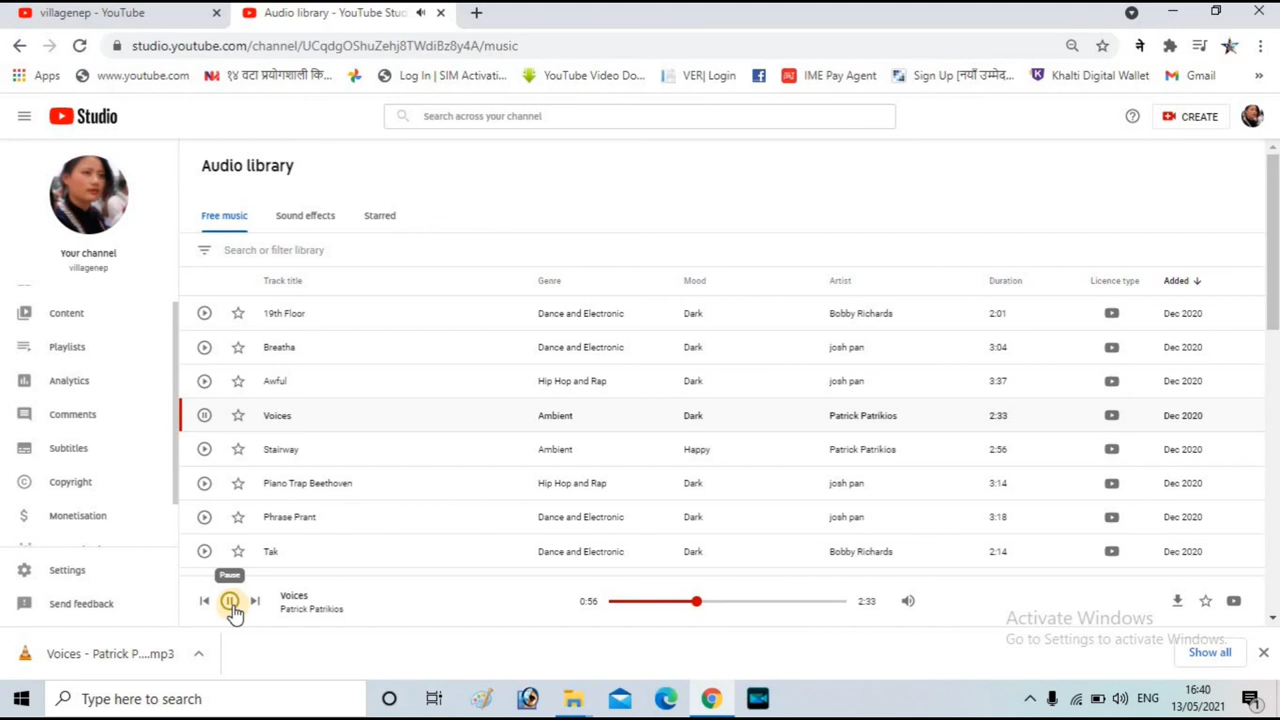 villagenep - YouTube
Audio library - YouTube Stuc
studio.youtube.com/channel/UCqdgOShuZehj8TWdiBz8y4A/music
Apps www.youtube.com १४ वटा प्रयोगशाली कि... Log In | SIM Activati... YouTube Video Do... VERJ Login IME Pay Agent Sign Up [नयाँ उम्मेद... Khalti Digital Wallet Gmail »
Studio
Search across your channel
CREATE
Audio library
Your channel
villagenep
Free music Sound effects Starred
Search or filter library
Track title Genre Mood Artist Duration Licence type Added
19th Floor Dance and Electronic Dark Bobby Richards 2:01 Dec 2020
Breatha Dance and Electronic Dark josh pan 3:04 Dec 2020
Awful Hip Hop and Rap Dark josh pan 3:37 Dec 2020
Voices Ambient Dark Patrick Patrikios 2:33 Dec 2020
Stairway Ambient Happy Patrick Patrikios 2:56 Dec 2020
Piano Trap Beethoven Hip Hop and Rap Dark josh pan 3:14 Dec 2020
Phrase Prant Dance and Electronic Dark josh pan 3:18 Dec 2020
Tak Dance and Electronic Dark Bobby Richards 2:14 Dec 2020
Content
Playlists
Analytics
Comments
Subtitles
Copyright
Monetisation
Settings
Send feedback
Pause
Voices
Patrick Patrikios
0:56 2:33
Activate Windows
Go to Settings to activate Windows.
Voices - Patrick P....mp3
Show all
Type here to search
ENG
16:40
13/05/2021
1